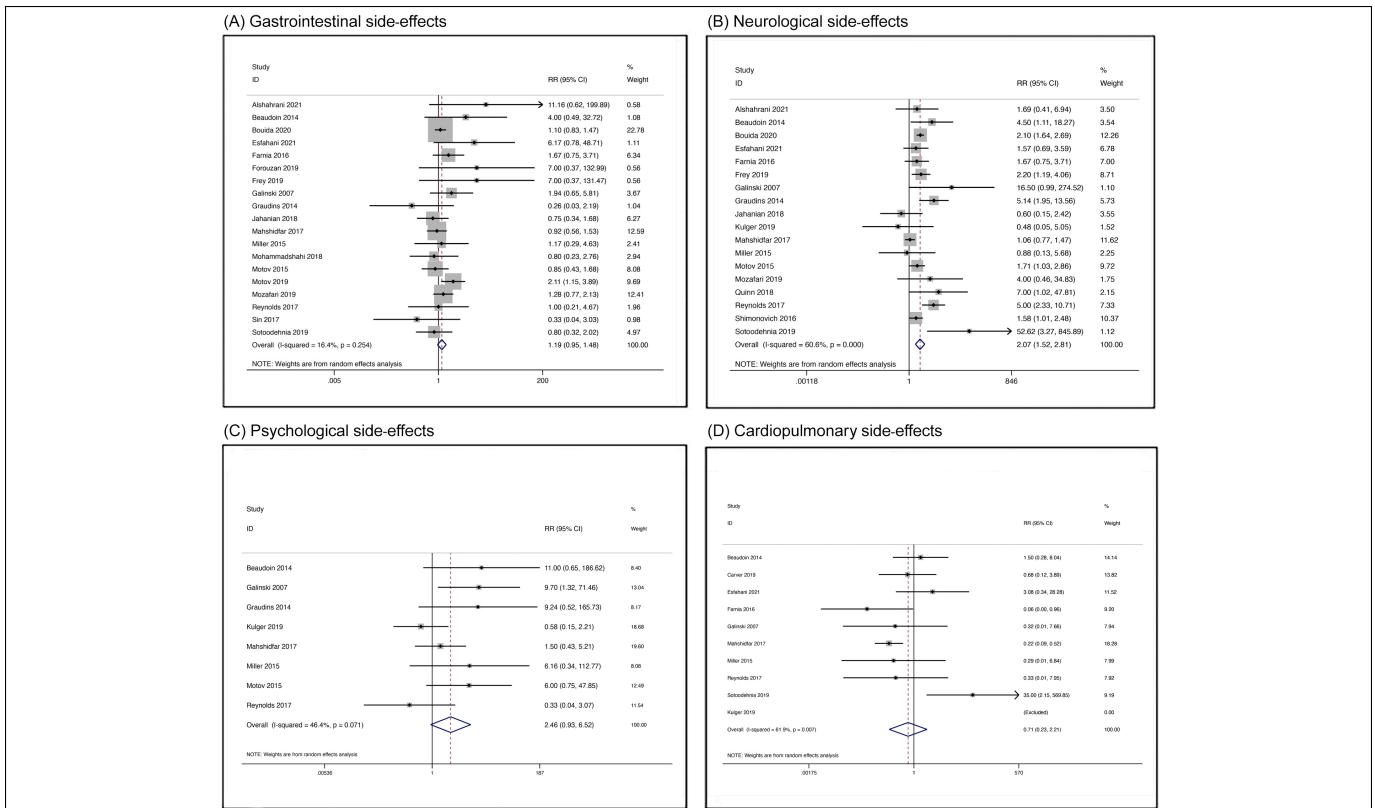 (A) Gastrointestinal side-effects
Study %
ID RR (95% CI) Weight
Alshahrani 2021 11.16 (0.62, 199.89) 0.58
Beaudoin 2014 4.00 (0.49, 32.72) 1.08
Bouida 2020 1.10 (0.83, 1.47) 22.78
Esfahani 2021 6.17 (0.78, 48.71) 1.11
Farnia 2016 1.67 (0.75, 3.71) 6.34
Forouzan 2019 7.00 (0.37, 132.99) 0.56
Frey 2019 7.00 (0.37, 131.47) 0.56
Galinski 2007 1.94 (0.65, 5.81) 3.67
Graudins 2014 0.26 (0.03, 2.19) 1.04
Jahanian 2018 0.75 (0.34, 1.68) 6.27
Mahshidfar 2017 0.92 (0.56, 1.53) 12.59
Miller 2015 1.17 (0.29, 4.63) 2.41
Mohammadshahi 2018 0.80 (0.23, 2.76) 2.94
Motov 2015 0.85 (0.43, 1.68) 8.08
Motov 2019 2.11 (1.15, 3.89) 9.69
Mozafari 2019 1.28 (0.77, 2.13) 12.41
Reynolds 2017 1.00 (0.21, 4.67) 1.96
Sin 2017 0.33 (0.04, 3.03) 0.98
Sotoodehnia 2019 0.80 (0.32, 2.02) 4.97
Overall (I-squared = 16.4%, p = 0.254) 1.19 (0.95, 1.48) 100.00
NOTE: Weights are from random effects analysis
.005 1 200
(B) Neurological side-effects
Study %
ID RR (95% CI) Weight
Alshahrani 2021 1.69 (0.41, 6.94) 3.50
Beaudoin 2014 4.50 (1.11, 18.27) 3.54
Bouida 2020 2.10 (1.64, 2.69) 12.26
Esfahani 2021 1.57 (0.69, 3.59) 6.78
Farnia 2016 1.67 (0.75, 3.71) 7.00
Frey 2019 2.20 (1.19, 4.06) 8.71
Galinski 2007 16.50 (0.99, 274.52) 1.10
Graudins 2014 5.14 (1.95, 13.56) 5.73
Jahanian 2018 0.60 (0.15, 2.42) 3.55
Kulger 2019 0.48 (0.05, 5.05) 1.52
Mahshidfar 2017 1.06 (0.77, 1.47) 11.62
Miller 2015 0.88 (0.13, 5.68) 2.25
Motov 2015 1.71 (1.03, 2.86) 9.72
Mozafari 2019 4.00 (0.46, 34.83) 1.75
Quinn 2018 7.00 (1.02, 47.81) 2.15
Reynolds 2017 5.00 (2.33, 10.71) 7.33
Shimonovich 2016 1.58 (1.01, 2.48) 10.37
Sotoodehnia 2019 52.62 (3.27, 845.89) 1.12
Overall (I-squared = 60.6%, p = 0.000) 2.07 (1.52, 2.81) 100.00
NOTE: Weights are from random effects analysis
.00118 1 846
(C) Psychological side-effects
Study %
ID RR (95% CI) Weight
Beaudoin 2014 11.00 (0.65, 186.62) 8.40
Galinski 2007 9.70 (1.32, 71.46) 13.04
Graudins 2014 9.24 (0.52, 165.73) 8.17
Kulger 2019 0.58 (0.15, 2.21) 18.68
Mahshidfar 2017 1.50 (0.43, 5.21) 19.60
Miller 2015 6.16 (0.34, 112.77) 8.08
Motov 2015 6.00 (0.75, 47.85) 12.49
Reynolds 2017 0.33 (0.04, 3.07) 11.54
Overall (I-squared = 46.4%, p = 0.071) 2.46 (0.93, 6.52) 100.00
NOTE: Weights are from random effects analysis
.00536 1 187
(D) Cardiopulmonary side-effects
Study %
ID RR (95% CI) Weight
Beaudoin 2014 1.50 (0.28, 8.04) 14.14
Carver 2019 0.68 (0.12, 3.89) 13.82
Esfahani 2021 3.08 (0.34, 28.28) 11.52
Farnia 2016 0.06 (0.00, 0.96) 9.20
Galinski 2007 0.32 (0.01, 7.66) 7.94
Mahshidfar 2017 0.22 (0.09, 0.52) 18.28
Miller 2015 0.29 (0.01, 6.84) 7.99
Reynolds 2017 0.33 (0.01, 7.95) 7.92
Sotoodehnia 2019 35.00 (2.15, 569.85) 9.19
Kulger 2019 (Excluded) 0.00
Overall (I-squared = 61.9%, p = 0.007) 0.71 (0.23, 2.21) 100.00
NOTE: Weights are from random effects analysis
.00175 1 570